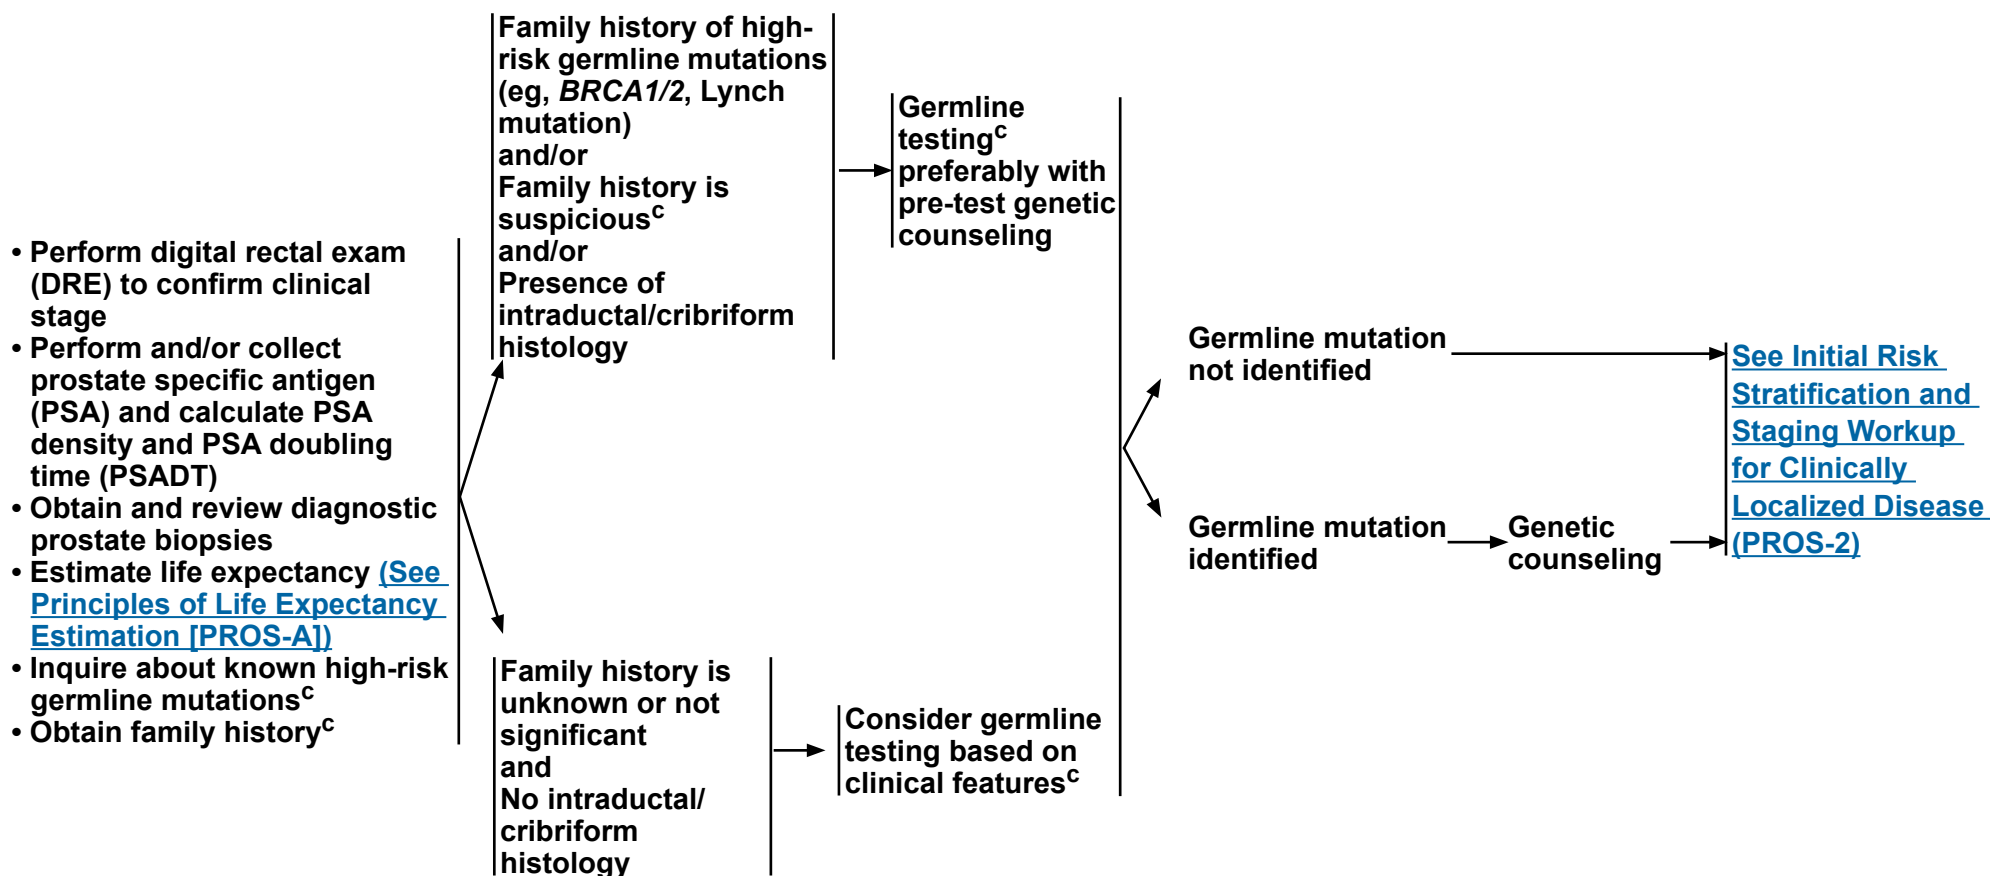 • Perform digital rectal exam
(DRE) to confirm clinical
stage
• Perform and/or collect
prostate specific antigen
(PSA) and calculate PSA
density and PSA doubling
time (PSADT)
• Obtain and review diagnostic
prostate biopsies
• Estimate life expectancy (See
Principles of Life Expectancy
Estimation [PROS-A])
• Inquire about known high-risk
germline mutationsc
• Obtain family historyc
Family history of high-
risk germline mutations
(eg, BRCA1/2, Lynch
mutation)
and/or
Family history is
suspiciousc
and/or
Presence of
intraductal/cribriform
histology
Germline
testingc
preferably with
pre-test genetic
counseling
Family history is
unknown or not
significant
and
No intraductal/
cribriform
histology
Consider germline
testing based on
clinical featuresc
Germline mutation
not identified
Germline mutation
identified
Genetic
counseling
See Initial Risk
Stratification and
Staging Workup
for Clinically
Localized Disease
(PROS-2)